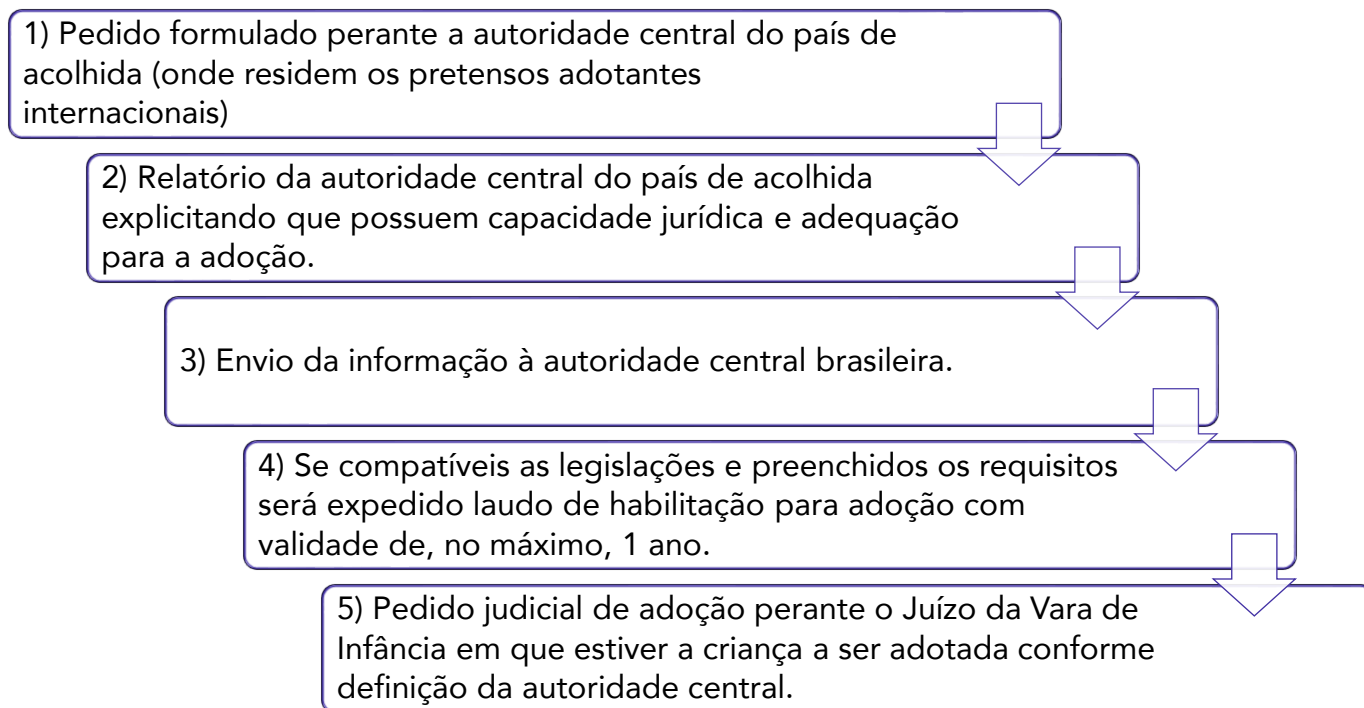 1) Pedido formulado perante a autoridade central do país de
acolhida (onde residem os pretensos adotantes
internacionais)
2) Relatório da autoridade central do país de acolhida
explicitando que possuem capacidade jurídica e adequação
para a adoção.
3) Envio da informação à autoridade central brasileira.
4) Se compatíveis as legislações e preenchidos os requisitos
será expedido laudo de habilitação para adoção com
validade de, no máximo, 1 ano.
5) Pedido judicial de adoção perante o Juízo da Vara de
Infância em que estiver a criança a ser adotada conforme
definição da autoridade central.